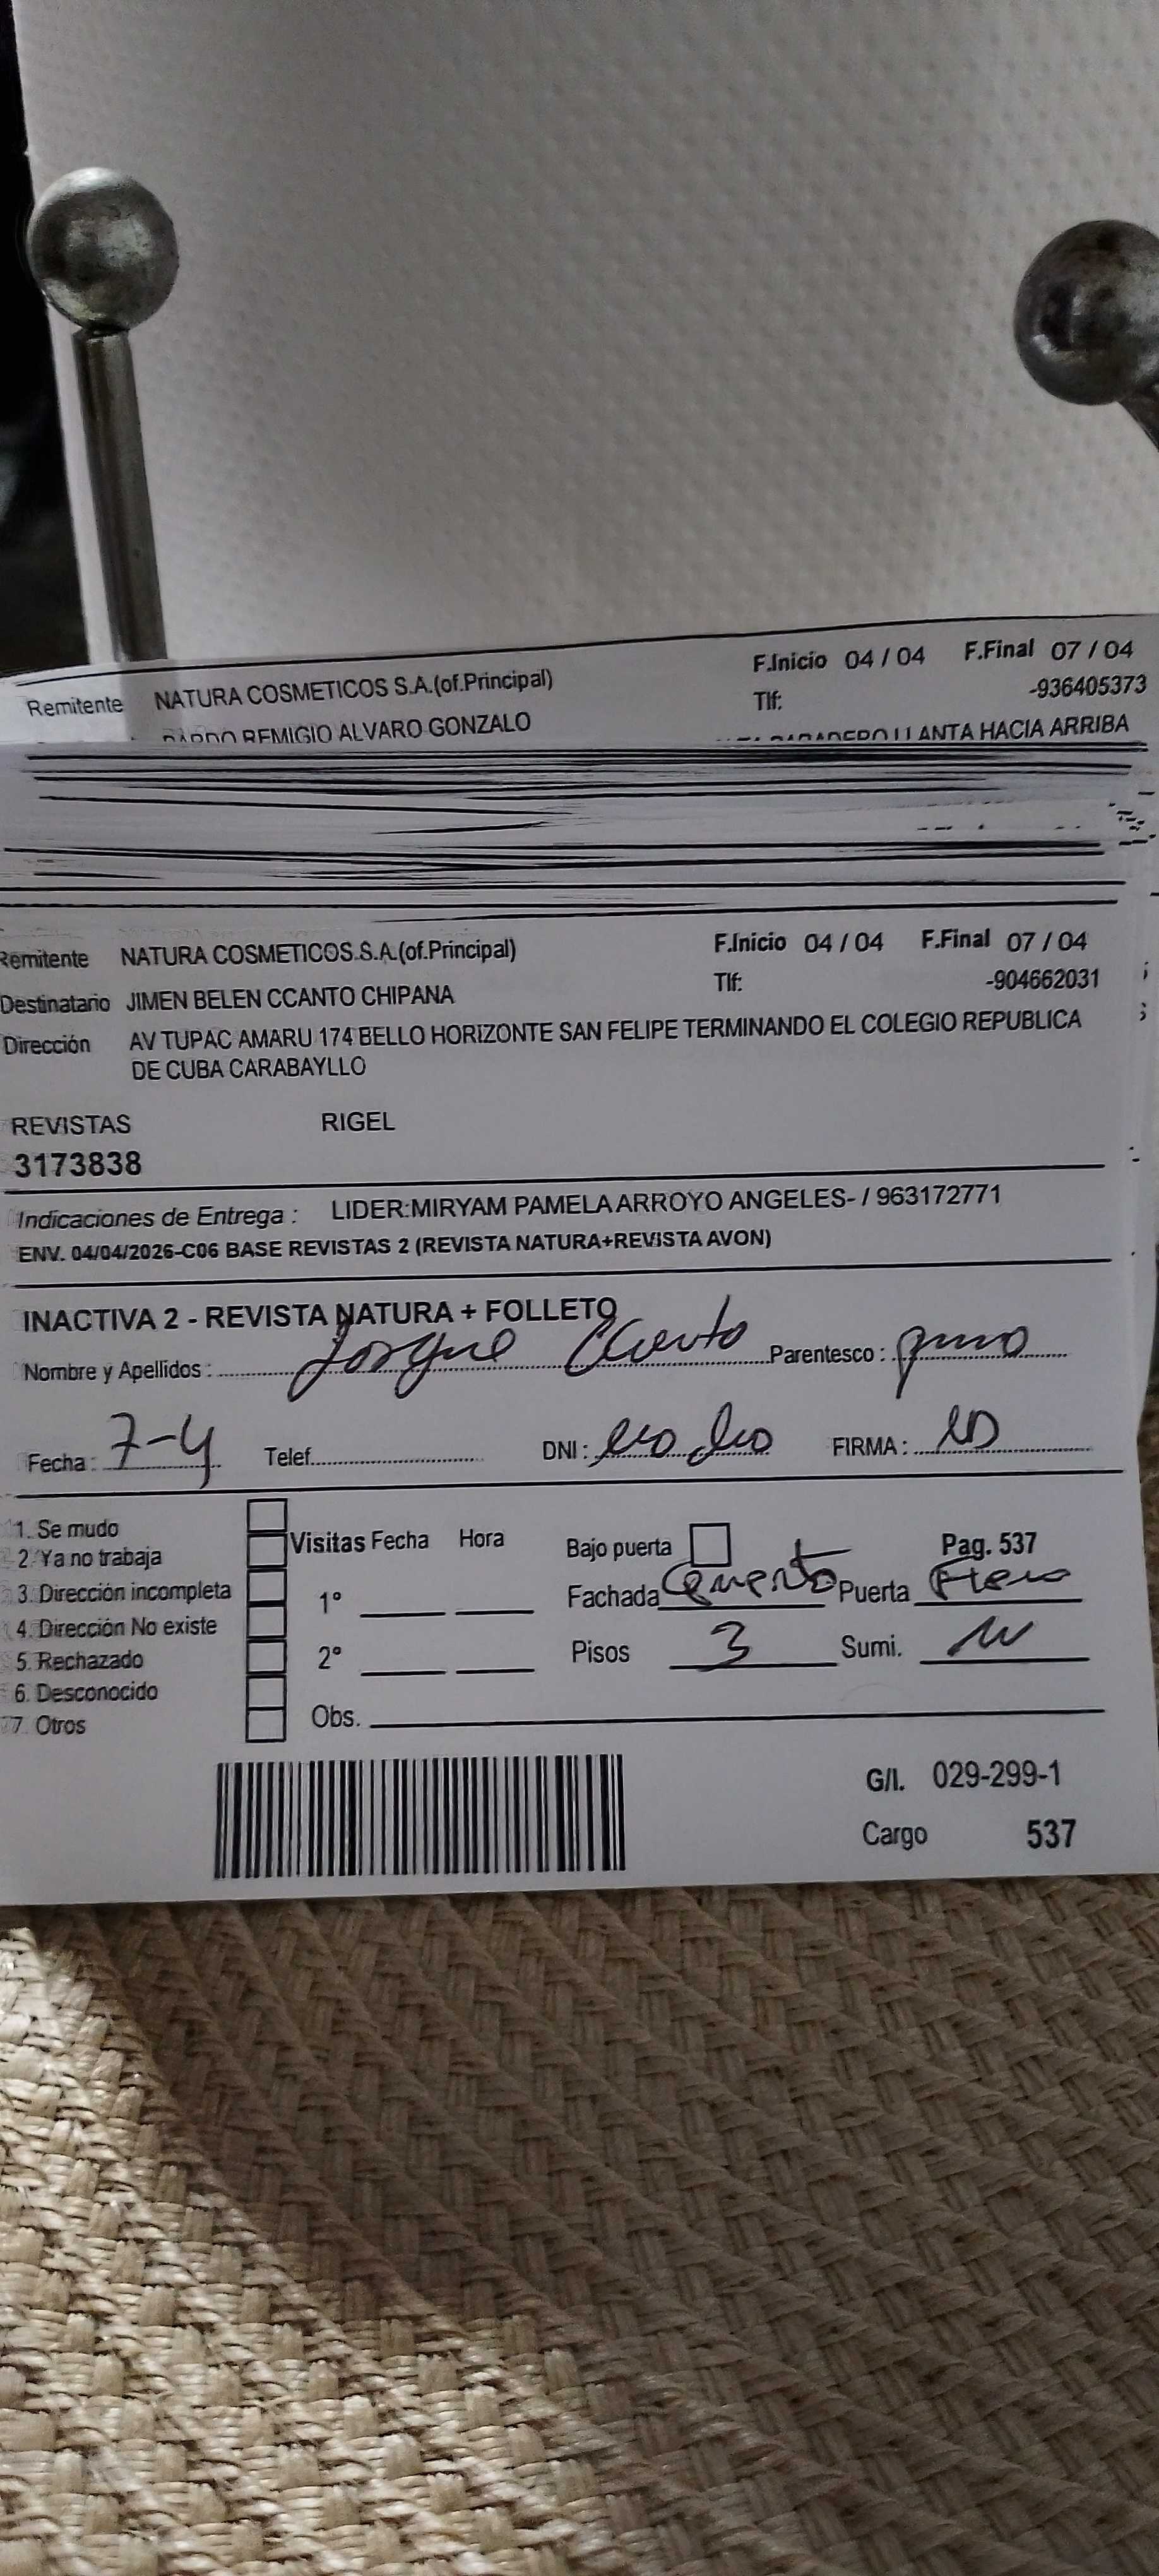 Remitente NATURA COSMETICOS S.A.(of.Principal) F.Inicio 04 / 04 F.Final 07 / 04
Tlf: -936405373
REMIGIO ALVARO GONZALO LLANTA HACIA ARRIBA
Remitente NATURA COSMETICOS.S.A.(of.Principal) F.Inicio 04 / 04 F.Final 07 / 04
Destinatario JIMEN BELEN CCANTO CHIPANA Tlf: -904662031
Dirección AV TUPAC AMARU 174 BELLO HORIZONTE SAN FELIPE TERMINANDO EL COLEGIO REPUBLICA
DE CUBA CARABAYLLO
REVISTAS RIGEL
3173838
Indicaciones de Entrega : LIDER:MIRYAM PAMELA ARROYO ANGELES- / 963172771
ENV. 04/04/2026-C06 BASE REVISTAS 2 (REVISTA NATURA+REVISTA AVON)
INACTIVA 2 - REVISTA NATURA + FOLLETO
Nombre y Apellidos : Jorge Ccanto Parentesco :
Fecha : 7-4 Telef. DNI : FIRMA :
1. Se mudo
2. Ya no trabaja
3. Dirección incompleta
4. Dirección No existe
5. Rechazado
6. Desconocido
7. Otros
Visitas Fecha Hora
1°
2°
Obs.
Bajo puerta Pag. 537
Fachada Cemento Puerta Fierro
Pisos 3 Sumi.
G/I. 029-299-1
Cargo 537